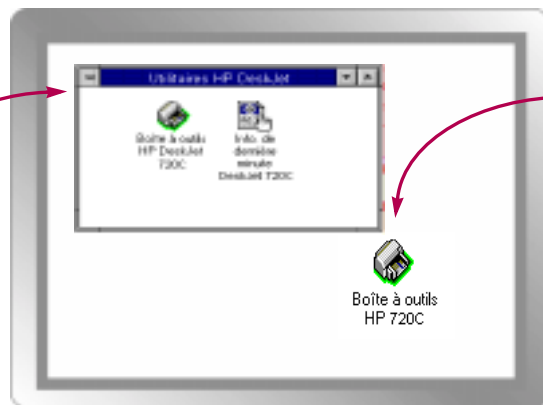 Utilitaires HP DeskJet
Boîte à outils
HP DeskJet
720C
Info. de
dernière
minute
DeskJet 720C
Boîte à outils
HP 720C